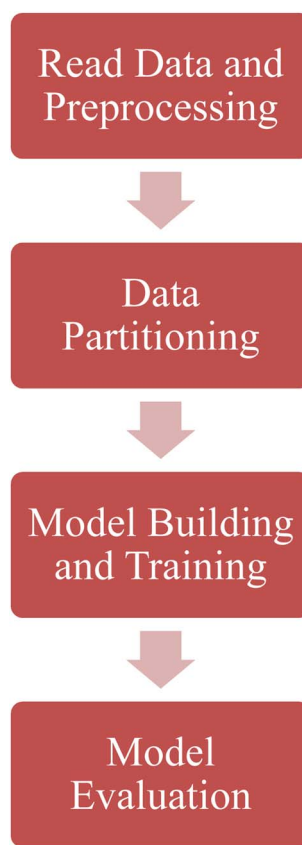 Read Data and
Preprocessing
Data
Partitioning
Model Building
and Training
Model
Evaluation